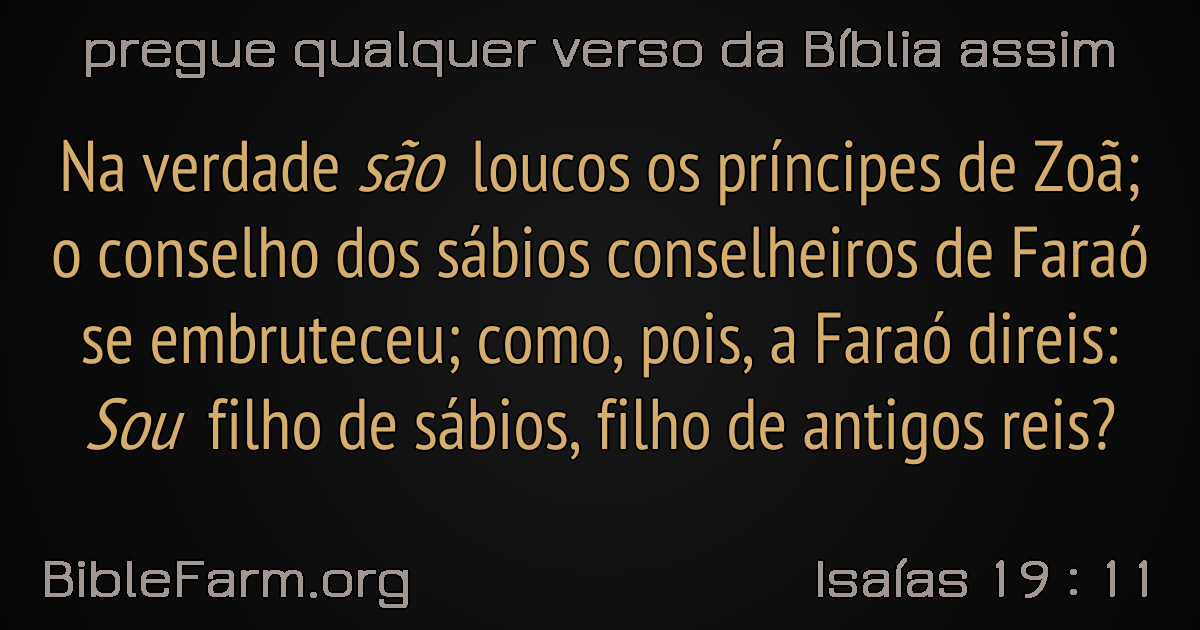 pregue qualquer verso da Bíblia assim
Na verdade são loucos os príncipes de Zoã;
o conselho dos sábios conselheiros de Faraó
se embruteceu; como, pois, a Faraó direis:
Sou filho de sábios, filho de antigos reis?
BibleFarm.org
Isaías 19 : 11